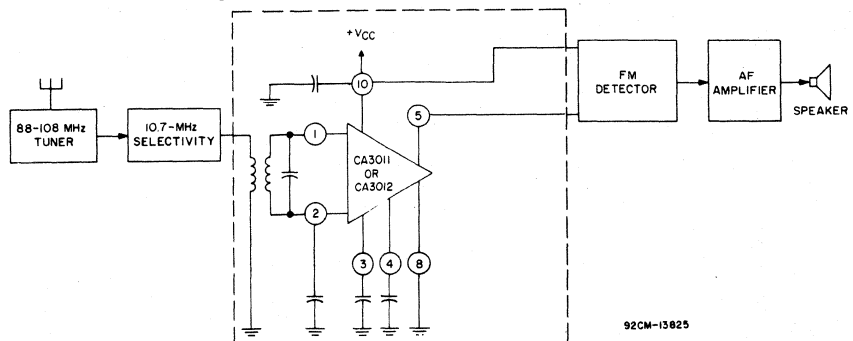 +VCC
10
FM
DETECTOR
AF
AMPLIFIER
SPEAKER
88-108 MHz
TUNER
10.7-MHz
SELECTIVITY
1
5
CA3011
OR
CA3012
2
3
4
8
92CM-13825